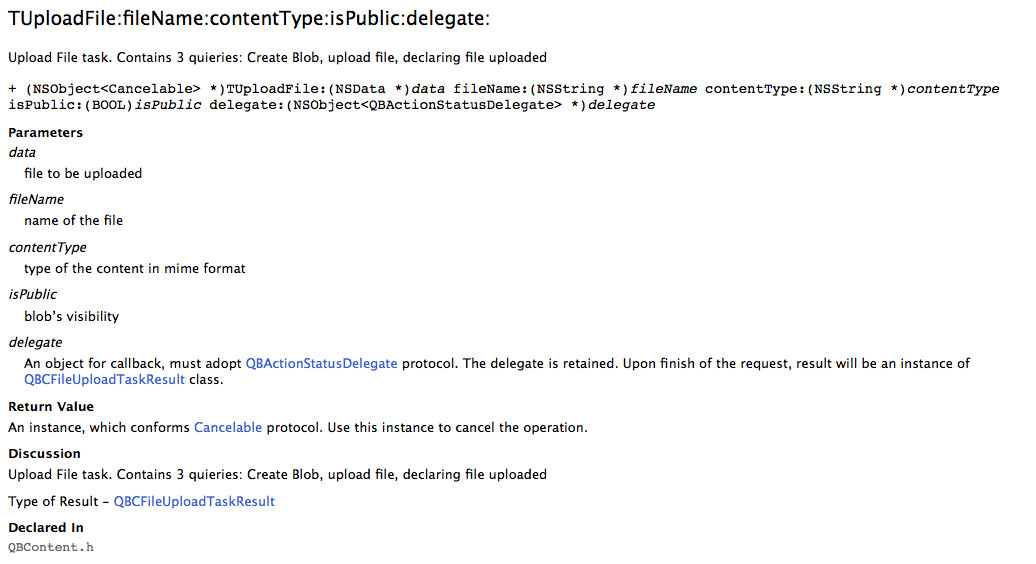 TUploadFile:fileName:contentType:isPublic:delegate:
Upload File task. Contains 3 quieries: Create Blob, upload file, declaring file uploaded
+ (NSObject<Cancelable> *)TUploadFile:(NSData *)data fileName:(NSString *)fileName contentType:(NSString *)contentType
isPublic:(BOOL)isPublic delegate:(NSObject<QBActionStatusDelegate> *)delegate
Parameters
data
file to be uploaded
fileName
name of the file
contentType
type of the content in mime format
isPublic
blob's visibility
delegate
An object for callback, must adopt QBActionStatusDelegate protocol. The delegate is retained. Upon finish of the request, result will be an instance of
QBCFileUploadTaskResult class.
Return Value
An instance, which conforms Cancelable protocol. Use this instance to cancel the operation.
Discussion
Upload File task. Contains 3 quieries: Create Blob, upload file, declaring file uploaded
Type of Result – QBCFileUploadTaskResult
Declared In
QBContent.h